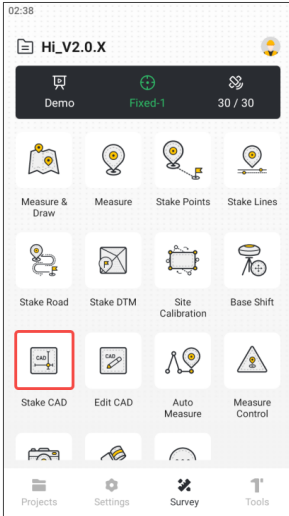 02:38
Hi_V2.0.X
Demo
Fixed-1
30 / 30
Measure &
Draw
Measure
Stake Points
Stake Lines
Stake Road
Stake DTM
Site
Calibration
Base Shift
CAD
Stake CAD
CAD
Edit CAD
Auto
Measure
Measure
Control
Projects
Settings
Survey
Tools